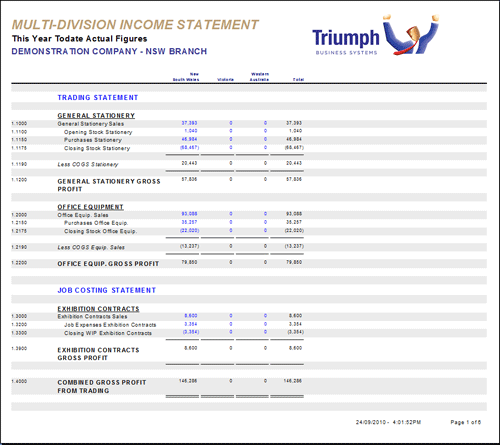 MULTI-DIVISION INCOME STATEMENT
This Year Todate Actual Figures
DEMONSTRATION COMPANY - NSW BRANCH
Triumph
BUSINESS SYSTEMS
New South Wales Victoria Western Australia Total
TRADING STATEMENT
GENERAL STATIONERY
1.1000 General Stationery Sales 37,393 0 0 37,393
1.1100 Opening Stock Stationery 1,040 0 0 1,040
1.1150 Purchases Stationery 46,984 0 0 46,984
1.1175 Closing Stock Stationery (68,467) 0 0 (68,467)
1.1190 Less COGS Stationery 20,443 0 0 20,443
1.1200 GENERAL STATIONERY GROSS PROFIT 57,836 0 0 57,836
OFFICE EQUIPMENT
1.2000 Office Equip. Sales 93,088 0 0 93,088
1.2150 Purchases Office Equip. 35,257 0 0 35,257
1.2175 Closing Stock Office Equip. (22,020) 0 0 (22,020)
1.2190 Less COGS Equip. Sales (13,237) 0 0 (13,237)
1.2200 OFFICE EQUIP. GROSS PROFIT 79,850 0 0 79,850
JOB COSTING STATEMENT
EXHIBITION CONTRACTS
1.3000 Exhibition Contracts Sales 8,600 0 0 8,600
1.3200 Job Expenses Exhibition Contracts 3,354 0 0 3,354
1.3300 Closing WIP Exhibition Contracts (3,354) 0 0 (3,354)
1.3900 EXHIBITION CONTRACTS GROSS PROFIT 8,600 0 0 8,600
1.4000 COMBINED GROSS PROFIT FROM TRADING 146,286 0 0 146,286
24/09/2010 - 4:01:52PM Page 1 of 6